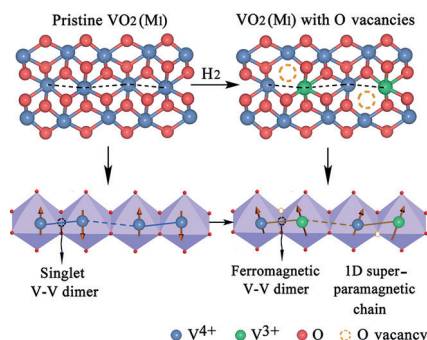 Pristine VO2 (M1)
VO2 (M1) with O vacancies
H2
Singlet
V-V dimer
Ferromagnetic
V-V dimer
1D super-
paramagnetic
chain
V4+
V3+
O
O vacancy